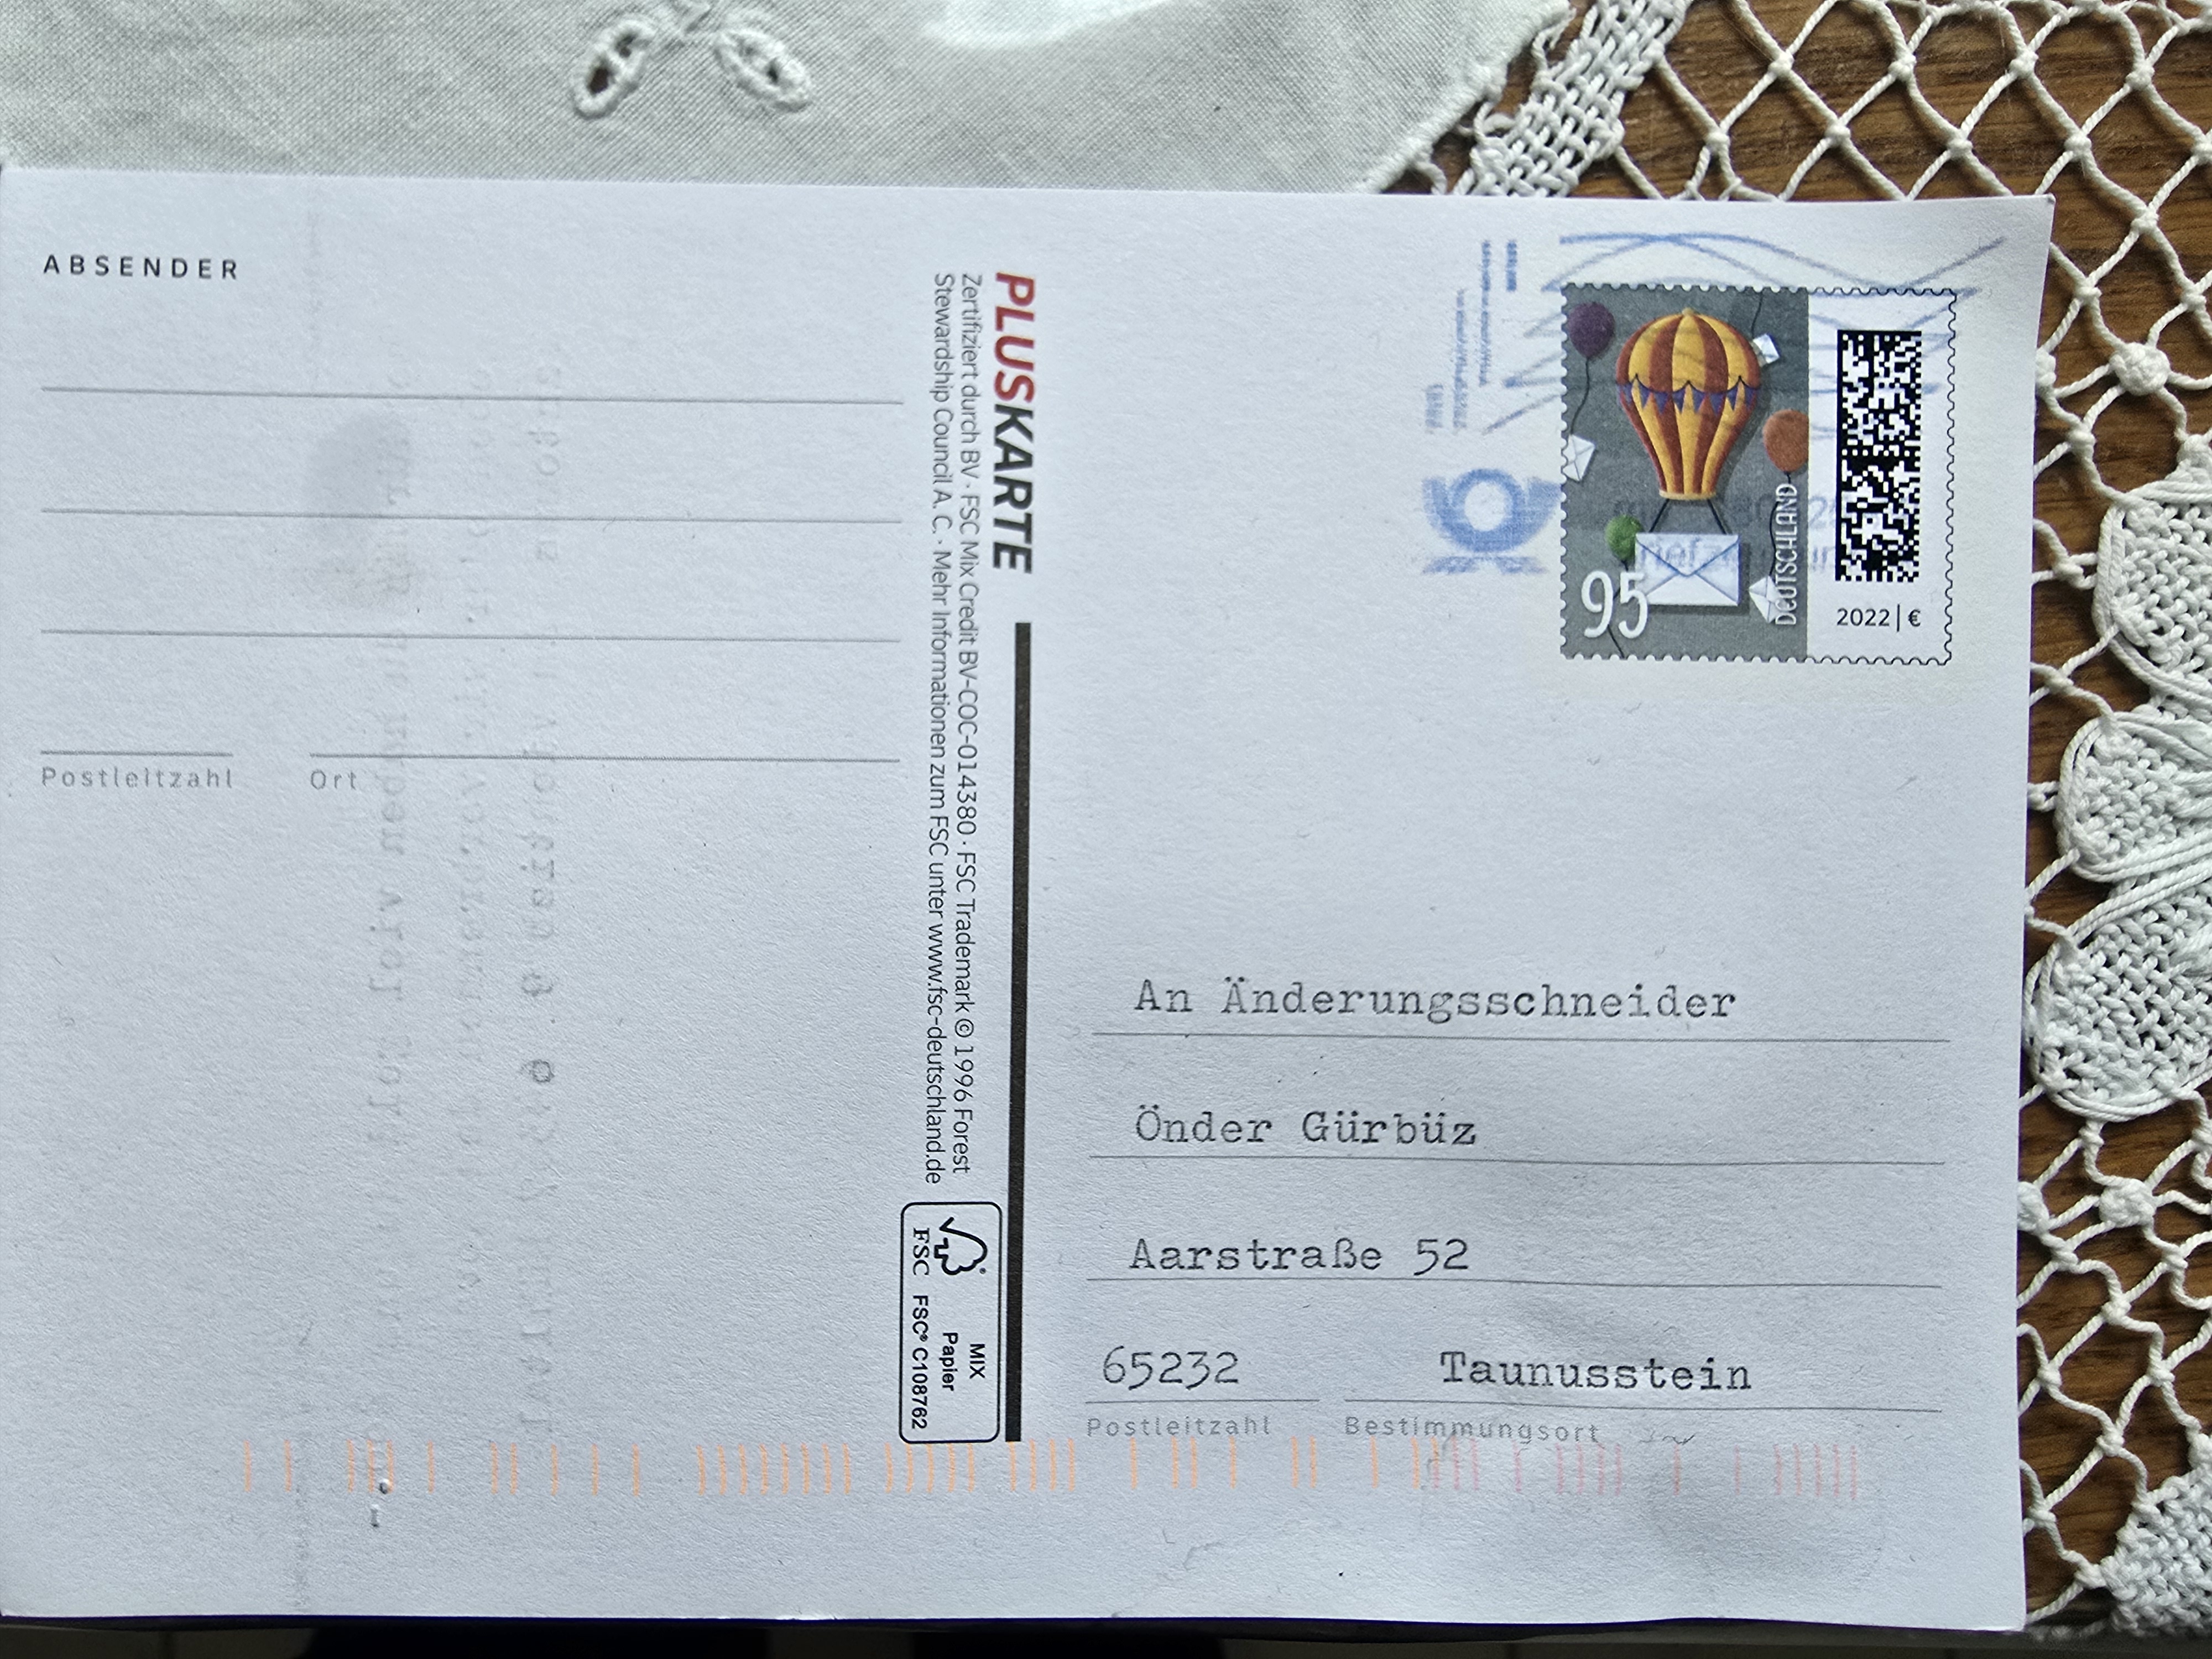 ABSENDER
Postleitzahl Ort
PLUSKARTE
Zertifiziert durch BV · FSC Mix Credit BV-COC-014380 · FSC Trademark © 1996 Forest
Stewardship Council A. C. · Mehr Informationen zum FSC unter www.fsc-deutschland.de
MIX
Papier
FSC FSC® C108762
95
DEUTSCHLAND
2022 | €
An Änderungsschneider
Önder Gürbüz
Aarstraße 52
65232 Taunusstein
Postleitzahl Bestimmungsort